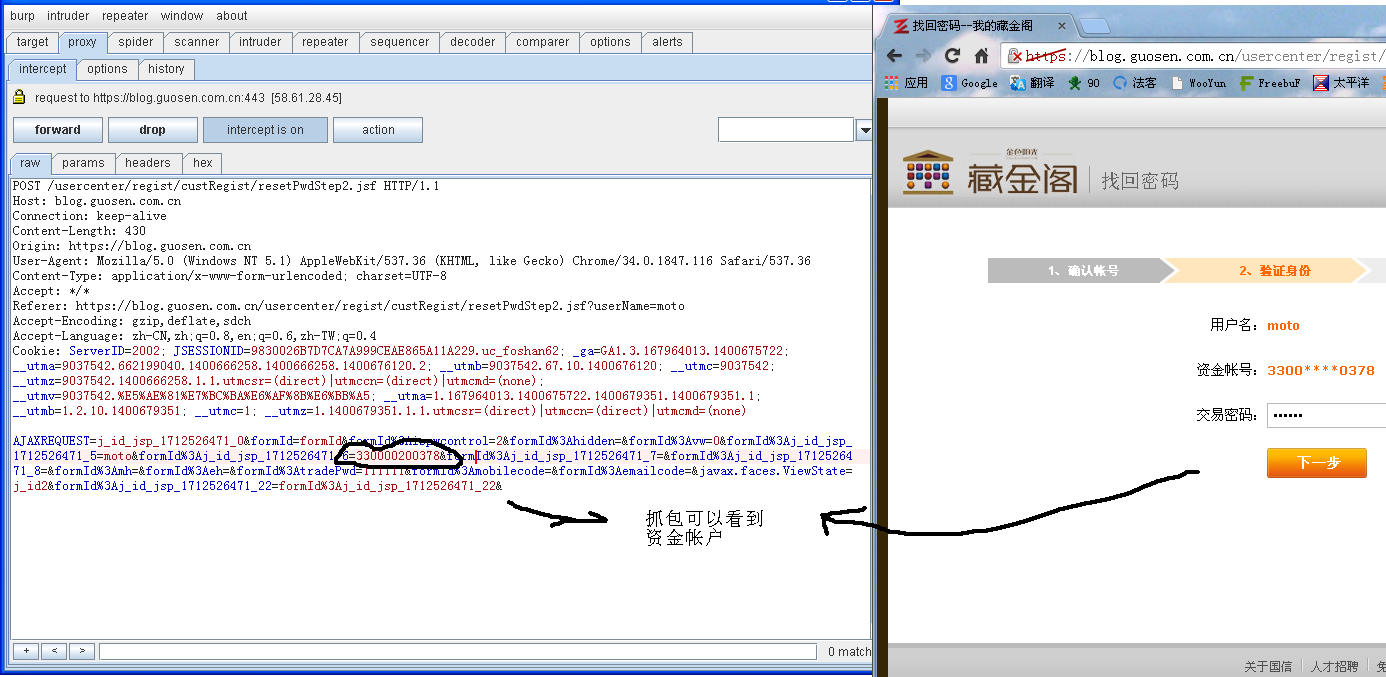 burp intruder repeater window about
target proxy spider scanner intruder repeater sequencer decoder comparer options alerts
intercept options history
request to https://blog.guosen.com.cn:443 [58.61.28.45]
forward drop intercept is on action
raw params headers hex
POST /usercenter/regist/custRegist/resetPwdStep2.jsf HTTP/1.1
Host: blog.guosen.com.cn
Connection: keep-alive
Content-Length: 430
Origin: https://blog.guosen.com.cn
User-Agent: Mozilla/5.0 (Windows NT 5.1) AppleWebKit/537.36 (KHTML, like Gecko) Chrome/34.0.1847.116 Safari/537.36
Content-Type: application/x-www-form-urlencoded; charset=UTF-8
Accept: */*
Referer: https://blog.guosen.com.cn/usercenter/regist/custRegist/resetPwdStep2.jsf?userName=moto
Accept-Encoding: gzip,deflate,sdch
Accept-Language: zh-CN,zh;q=0.8,en;q=0.6,zh-TW;q=0.4
Cookie: ServerID=2002; JSESSIONID=9830026B7D7CA7A999CEAE865A11A229.uc_foshan62; _ga=GA1.3.167964013.1400675722;
__utma=9037542.662199040.1400666258.1400666258.1400676120.2; __utmb=9037542.67.10.1400676120; __utmc=9037542;
__utmz=9037542.1400666258.1.1.utmcsr=(direct)|utmccn=(direct)|utmcmd=(none);
__utmv=9037542.%E5%AE%81%E7%BC%BA%E6%AF%8B%E6%BB%A5; __utma=1.167964013.1400675722.1400679351.1400679351.1;
__utmb=1.2.10.1400679351; __utmc=1; __utmz=1.1400679351.1.1.utmcsr=(direct)|utmccn=(direct)|utmcmd=(none)
AJAXREQUEST=j_id_jsp_1712526471_0&formId=formId& control=2&formId%3Ahidden=&formId%3Avw=0&formId%3Aj_id_jsp_
1712526471_5=moto&formId%3Aj_id_jsp_1712526471 =330000200378&formId%3Aj_id_jsp_1712526471_7=&formId%3Aj_id_jsp_17125264
71_8=&formId%3Amh=&formId%3Aeh=&formId%3AtradePwd=111111&formId%3Amobilecode=&formId%3Aemailcode=&javax.faces.ViewState=
j_id2&formId%3Aj_id_jsp_1712526471_22=formId%3Aj_id_jsp_1712526471_22&
抓包可以看到
资金帐户
+ < > 0 match
找回密码--我的藏金阁 ×
https://blog.guosen.com.cn/usercenter/regist/
应用 Google 翻译 90 法客 WooYun FreebuF 太平洋
金色阳光
藏金阁 找回密码
1、确认帐号 2、验证身份
用户名： moto
资金帐号： 3300****0378
交易密码： ••••••
下一步
关于国信 人才招聘 免